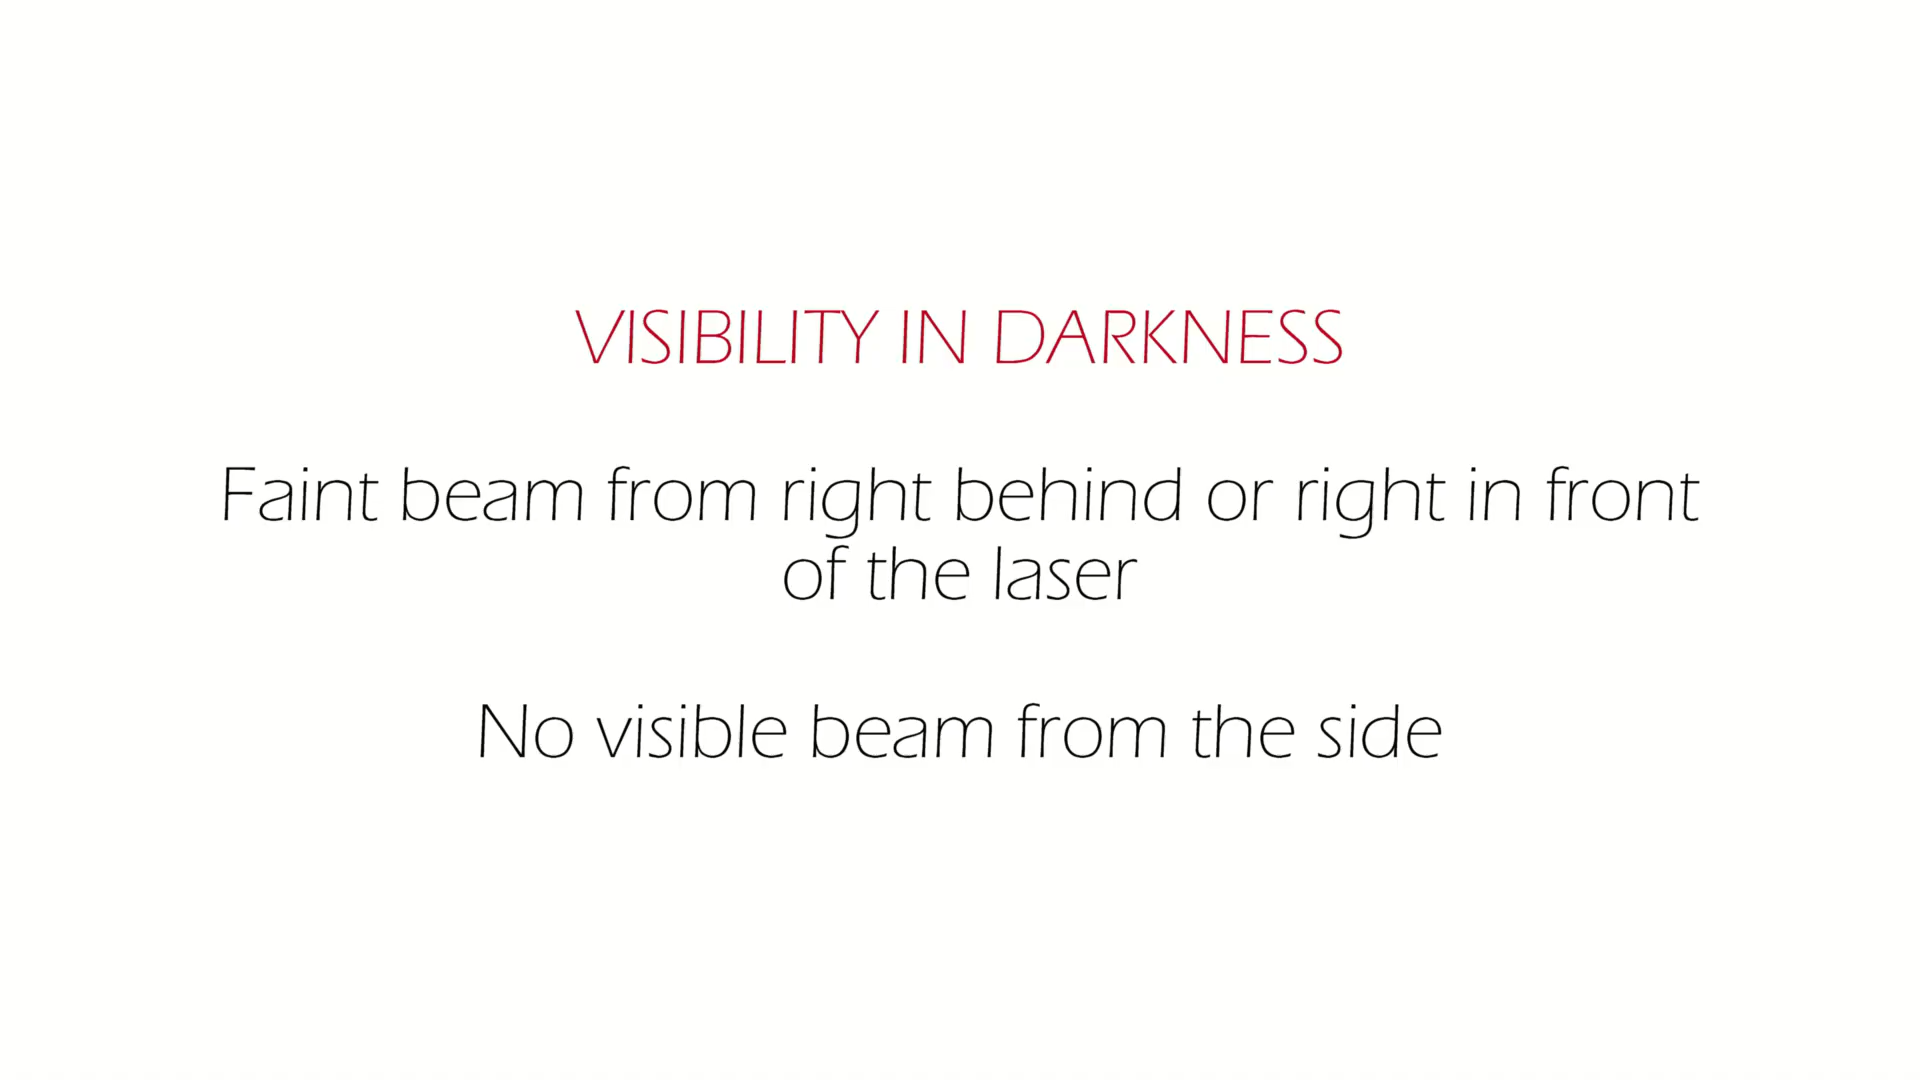 VISIBILITY IN DARKNESS
Faint beam from right behind or right in front
of the laser
No visible beam from the side